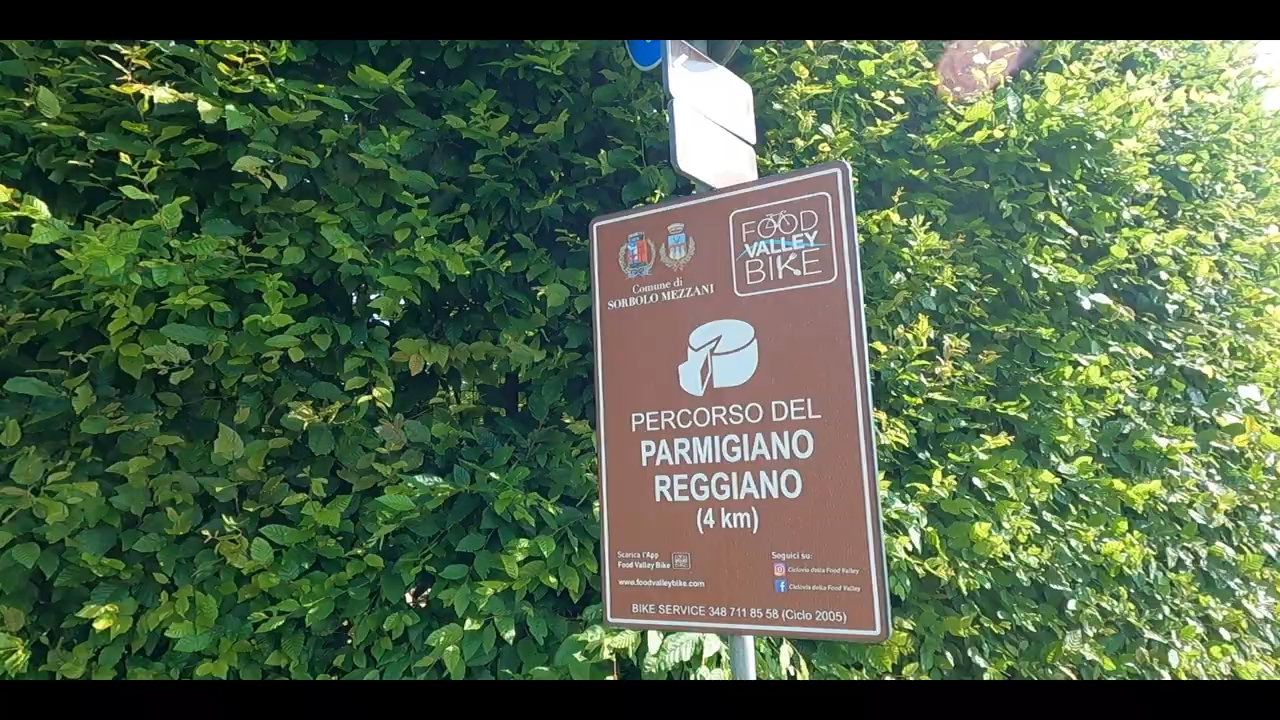 Comune di
SORBOLO MEZZANI
FOOD
VALLEY
BIKE
PERCORSO DEL
PARMIGIANO
REGGIANO
(4 km)
Scarica l'App
Food Valley Bike
www.foodvalleybike.com
Seguici su:
Ciclovia della Food Valley
Ciclovia della Food Valley
BIKE SERVICE 348 711 85 58 (Ciclo 2005)